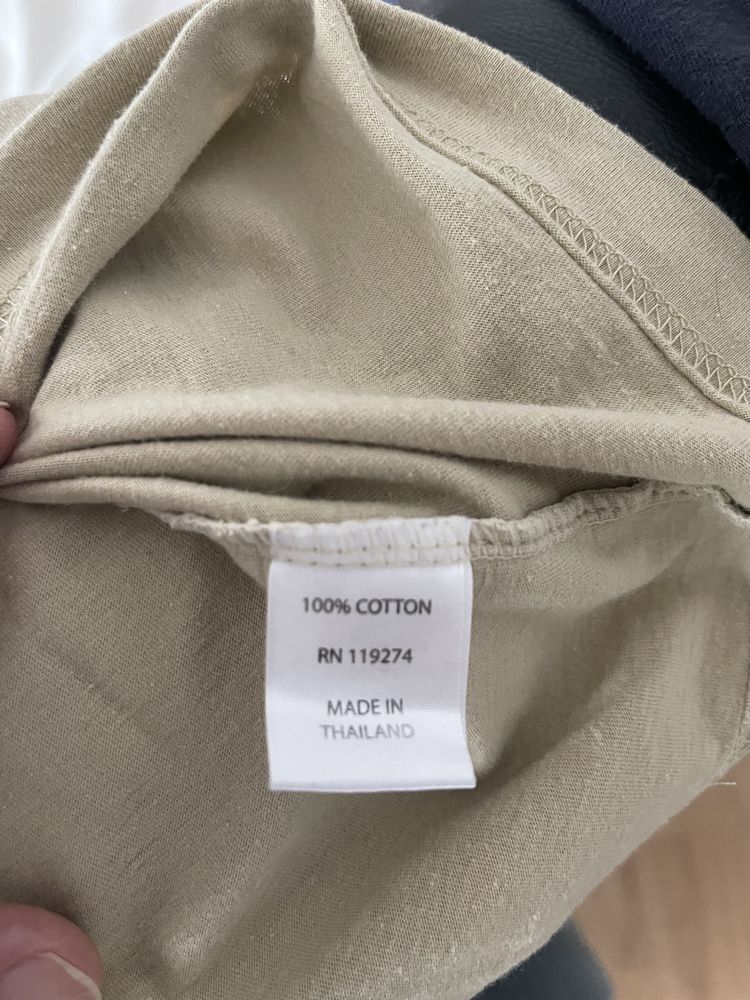 100% COTTON
RN 119274
MADE IN
THAILAND